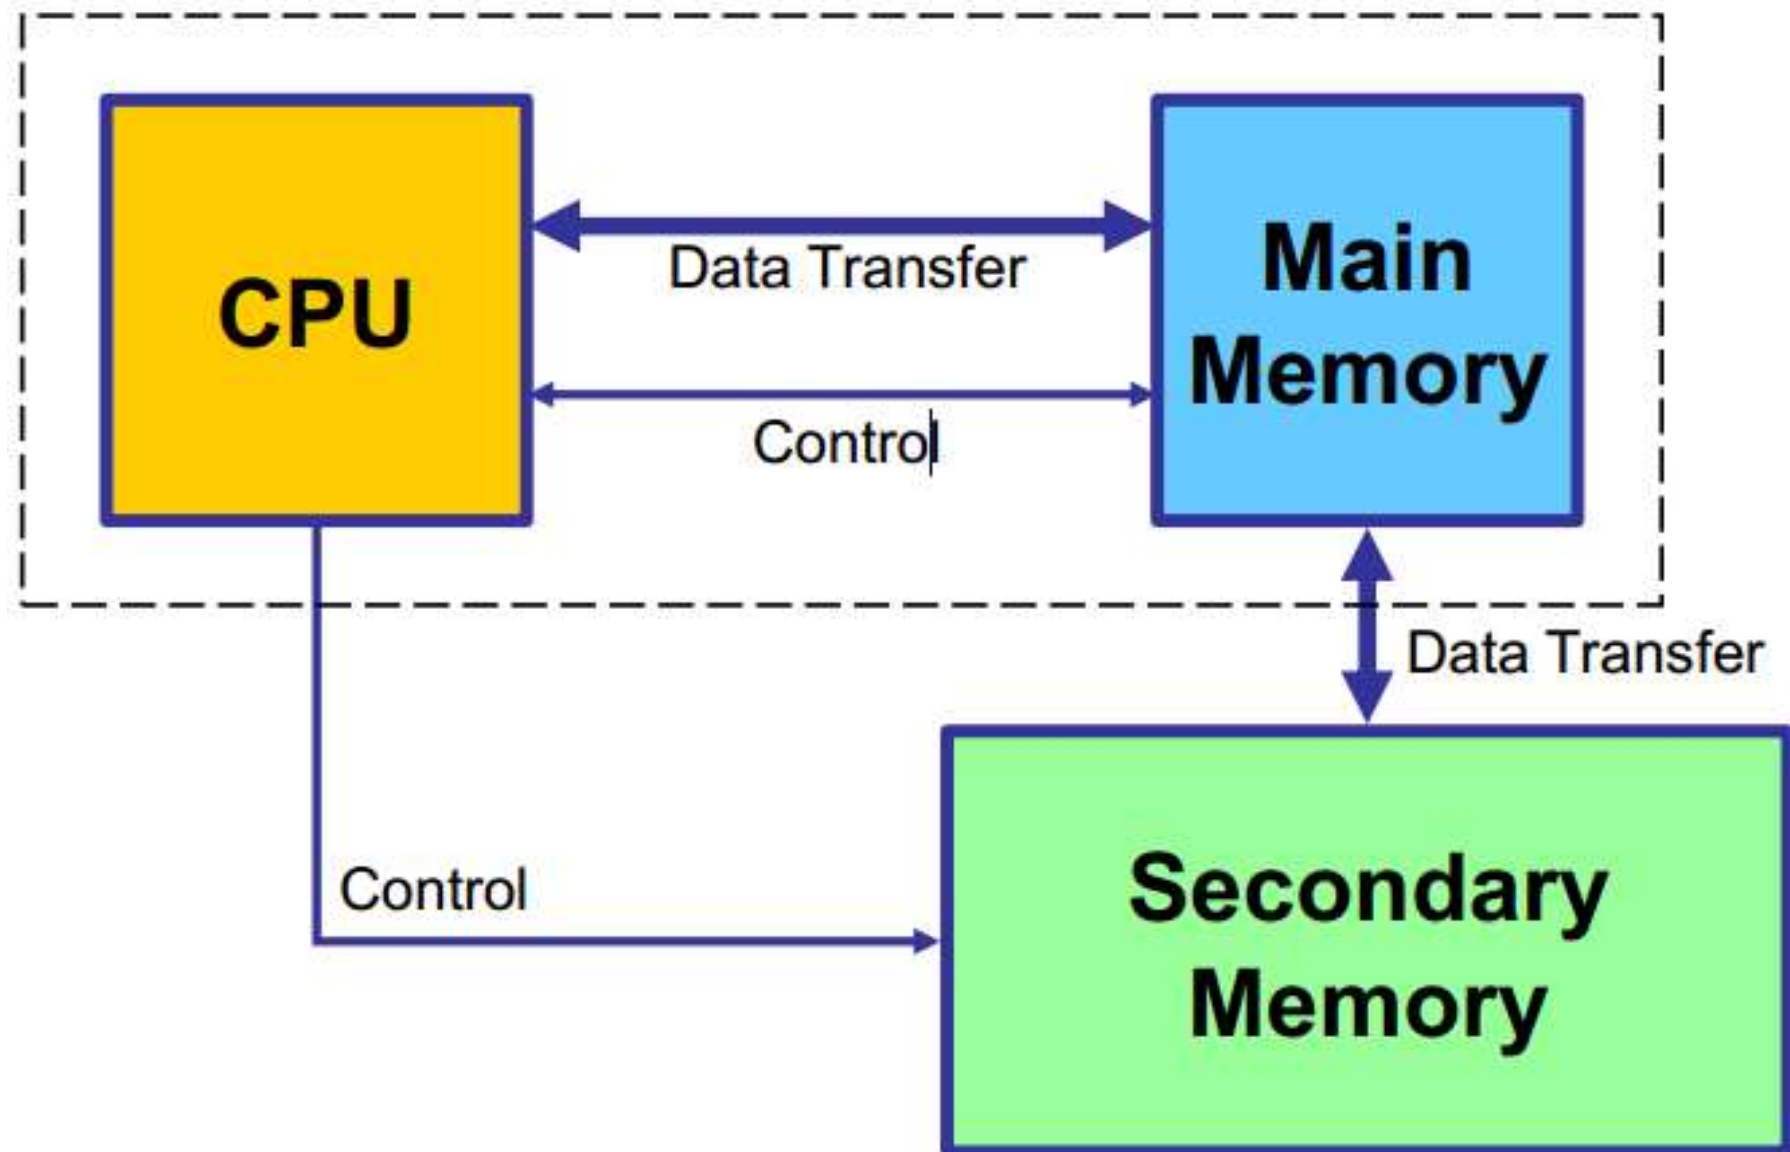 CPU
Data Transfer
Main
Memory
Control
Data Transfer
Control
Secondary
Memory